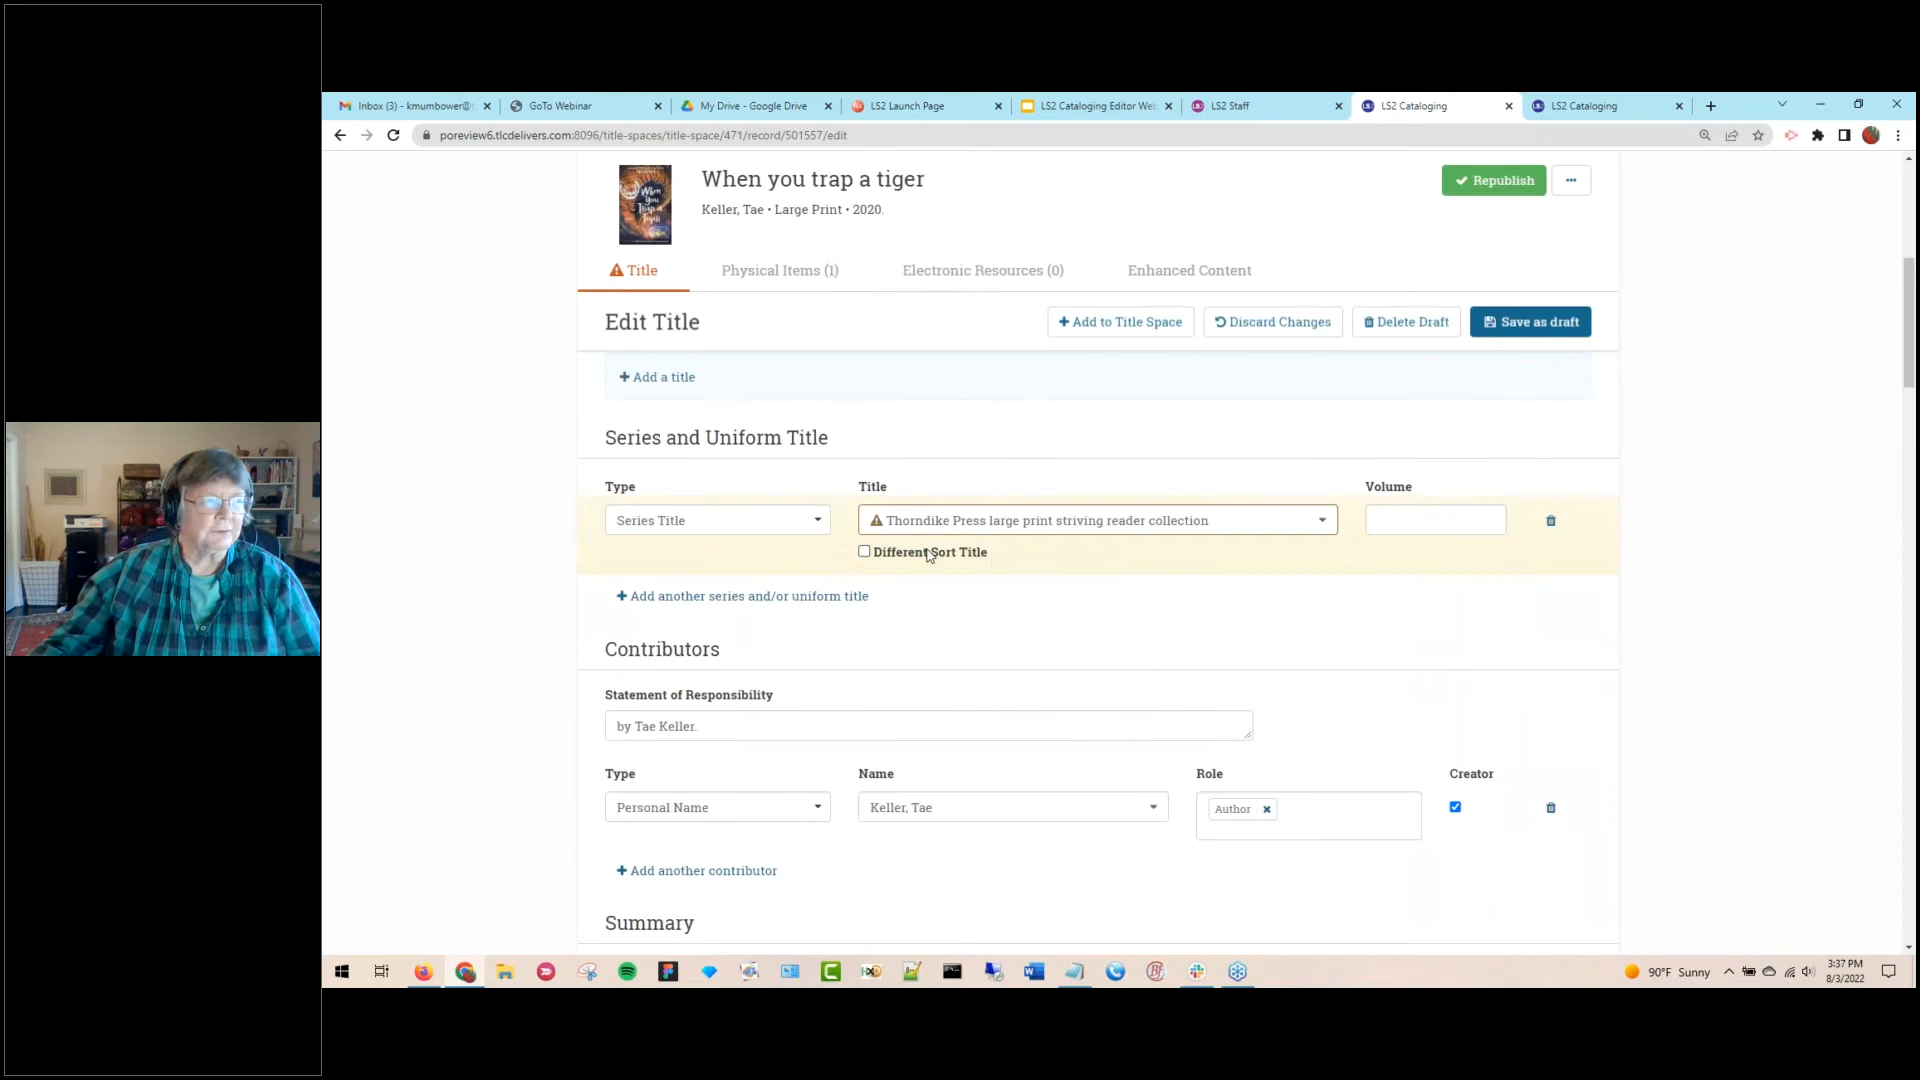 Inbox (3) - kmumbower@
GoTo Webinar
My Drive - Google Drive
LS2 Launch Page
LS2 Cataloging Editor Web
LS2 Staff
LS2 Cataloging
LS2 Cataloging
poreview6.tlcdelivers.com:8096/title-spaces/title-space/471/record/501557/edit
When you trap a tiger
Republish
Keller, Tae • Large Print • 2020.
When
You
Trap a
Tiger
Title
Physical Items (1)
Electronic Resources (0)
Enhanced Content
Edit Title
Add to Title Space
Discard Changes
Delete Draft
Save as draft
Add a title
Series and Uniform Title
Type
Title
Volume
Series Title
Thorndike Press large print striving reader collection
Different Sort Title
Add another series and/or uniform title
Contributors
Statement of Responsibility
by Tae Keller.
Type
Name
Role
Creator
Personal Name
Keller, Tae
Author
Add another contributor
Summary
90°F Sunny
3:37 PM
8/3/2022